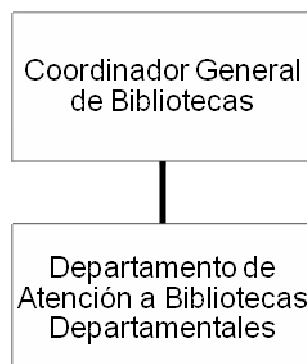 Coordinador General
de Bibliotecas
Departamento de
Atención a Bibliotecas
Departamentales